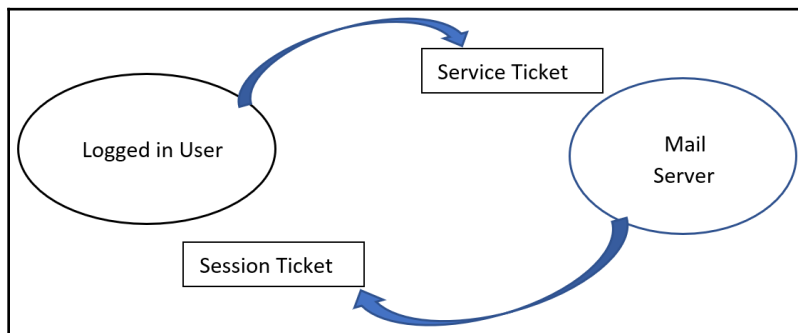 Service Ticket
Logged in User
Mail
Server
Session Ticket